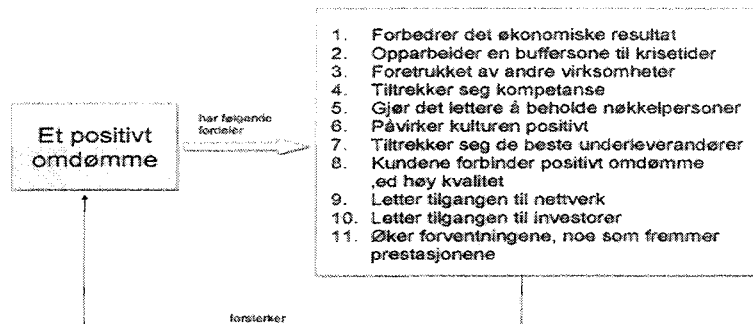 Et positivt
omdømme
har følgende
fordeler
1. Forbedrer det økonomiske resultat
2. Opparbeider en buffersone til krisetider
3. Foretrukket av andre virksomheter
4. Tiltrekker seg kompetanse
5. Gjør det lettere å beholde nøkkelpersoner
6. Påvirker kulturen positivt
7. Tiltrekker seg de beste underleverandører
8. Kundene forbinder positivt omdømme
,ed høy kvalitet
9. Letter tilgangen til nettverk
10. Letter tilgangen til investorer
11. Øker forventningene, noe som fremmer
prestasjonene
forsterker